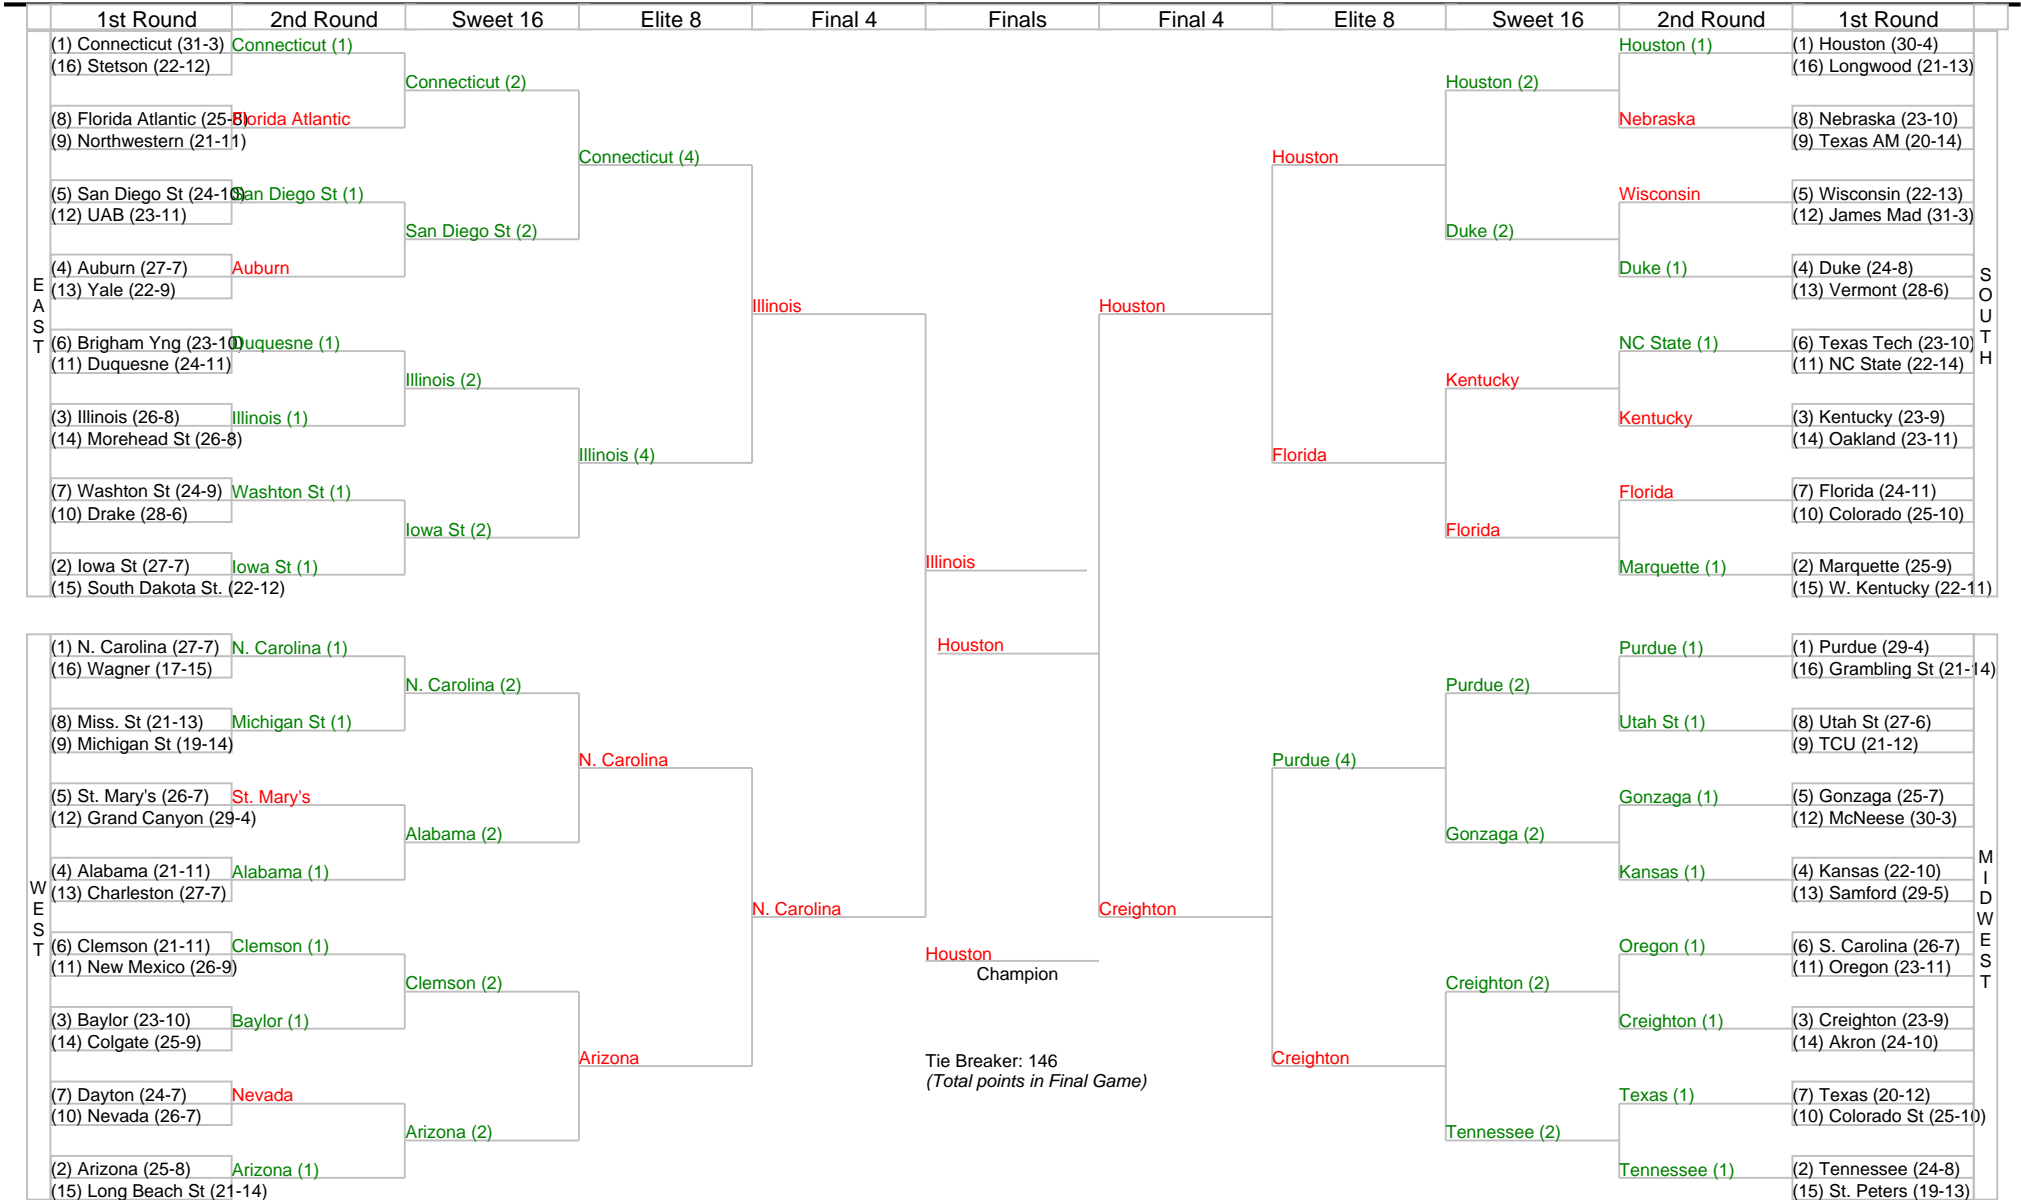 1st Round 2nd Round Sweet 16 Elite 8 Final 4 Finals Final 4 Elite 8 Sweet 16 2nd Round 1st Round
EAST
(1) Connecticut (31-3)
(16) Stetson (22-12)
(8) Florida Atlantic (25-8)
(9) Northwestern (21-11)
(5) San Diego St (24-10)
(12) UAB (23-11)
(4) Auburn (27-7)
(13) Yale (22-9)
(6) Brigham Yng (23-10)
(11) Duquesne (24-11)
(3) Illinois (26-8)
(14) Morehead St (26-8)
(7) Washton St (24-9)
(10) Drake (28-6)
(2) Iowa St (27-7)
(15) South Dakota St. (22-12)
Connecticut (1)
Florida Atlantic
San Diego St (1)
Auburn
Duquesne (1)
Illinois (1)
Washton St (1)
Iowa St (1)
Connecticut (2)
San Diego St (2)
Illinois (2)
Iowa St (2)
Connecticut (4)
Illinois (4)
Illinois
WEST
(1) N. Carolina (27-7)
(16) Wagner (17-15)
(8) Miss. St (21-13)
(9) Michigan St (19-14)
(5) St. Mary's (26-7)
(12) Grand Canyon (29-4)
(4) Alabama (21-11)
(13) Charleston (27-7)
(6) Clemson (21-11)
(11) New Mexico (26-9)
(3) Baylor (23-10)
(14) Colgate (25-9)
(7) Dayton (24-7)
(10) Nevada (26-7)
(2) Arizona (25-8)
(15) Long Beach St (21-14)
N. Carolina (1)
Michigan St (1)
St. Mary's
Alabama (1)
Clemson (1)
Baylor (1)
Nevada
Arizona (1)
N. Carolina (2)
Alabama (2)
Clemson (2)
Arizona (2)
N. Carolina
Arizona
N. Carolina
Illinois
Houston
Houston
Champion
Tie Breaker: 146
(Total points in Final Game)
Houston
Houston
Florida
Houston (2)
Duke (2)
Kentucky
Florida
Houston (1)
Nebraska
Wisconsin
Duke (1)
NC State (1)
Kentucky
Florida
Marquette (1)
(1) Houston (30-4)
(16) Longwood (21-13)
(8) Nebraska (23-10)
(9) Texas AM (20-14)
(5) Wisconsin (22-13)
(12) James Mad (31-3)
(4) Duke (24-8)
(13) Vermont (28-6)
(6) Texas Tech (23-10)
(11) NC State (22-14)
(3) Kentucky (23-9)
(14) Oakland (23-11)
(7) Florida (24-11)
(10) Colorado (25-10)
(2) Marquette (25-9)
(15) W. Kentucky (22-11)
SOUTH
Creighton
Purdue (4)
Creighton
Purdue (2)
Gonzaga (2)
Creighton (2)
Tennessee (2)
Purdue (1)
Utah St (1)
Gonzaga (1)
Kansas (1)
Oregon (1)
Creighton (1)
Texas (1)
Tennessee (1)
(1) Purdue (29-4)
(16) Grambling St (21-14)
(8) Utah St (27-6)
(9) TCU (21-12)
(5) Gonzaga (25-7)
(12) McNeese (30-3)
(4) Kansas (22-10)
(13) Samford (29-5)
(6) S. Carolina (26-7)
(11) Oregon (23-11)
(3) Creighton (23-9)
(14) Akron (24-10)
(7) Texas (20-12)
(10) Colorado St (25-10)
(2) Tennessee (24-8)
(15) St. Peters (19-13)
MIDWEST